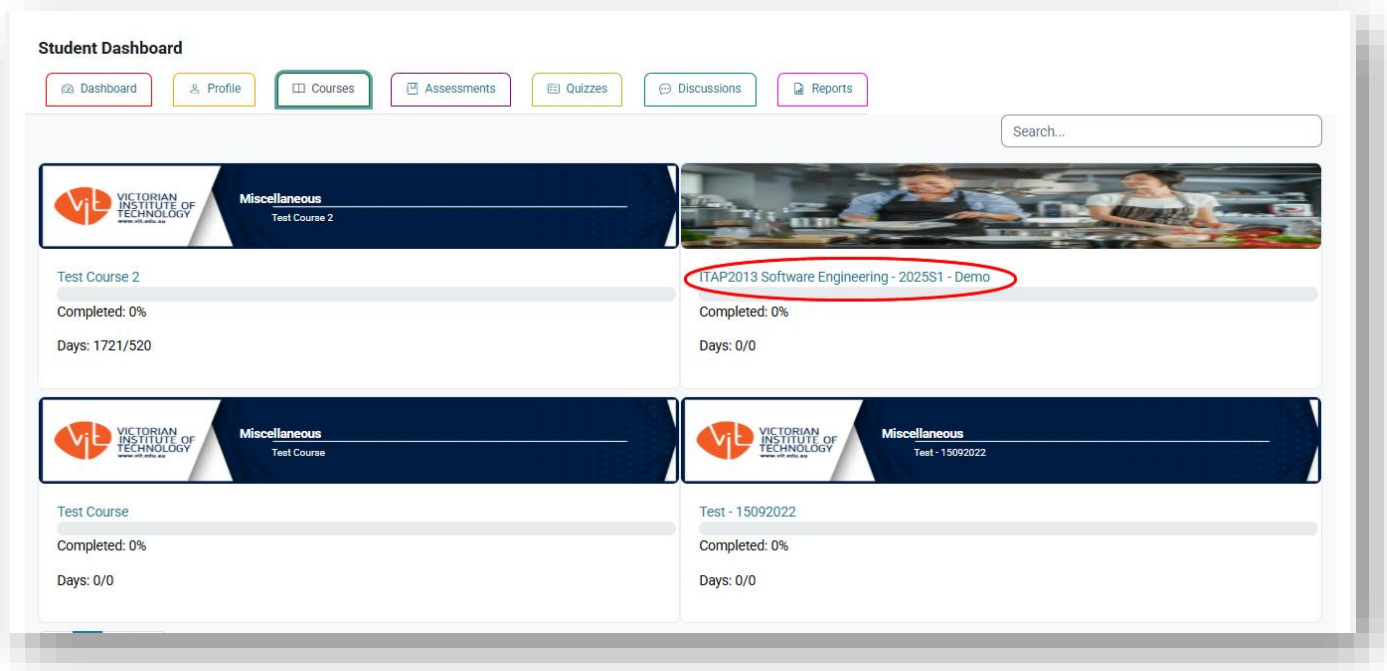 Student Dashboard
Dashboard
Profile
Courses
Assessments
Quizzes
Discussions
Reports
Search...
VICTORIAN
INSTITUTE OF
TECHNOLOGY
www.vit.edu.au
Miscellaneous
Test Course 2
Test Course 2
Completed: 0%
Days: 1721/520
ITAP2013 Software Engineering - 2025S1 - Demo
Completed: 0%
Days: 0/0
vit
VICTORIAN
INSTITUTE OF
TECHNOLOGY
www.vit.edu.au
Miscellaneous
Test Course
Test Course
Completed: 0%
Days: 0/0
vit
VICTORIAN
INSTITUTE OF
TECHNOLOGY
www.vit.edu.au
Miscellaneous
Test - 15092022
Test - 15092022
Completed: 0%
Days: 0/0